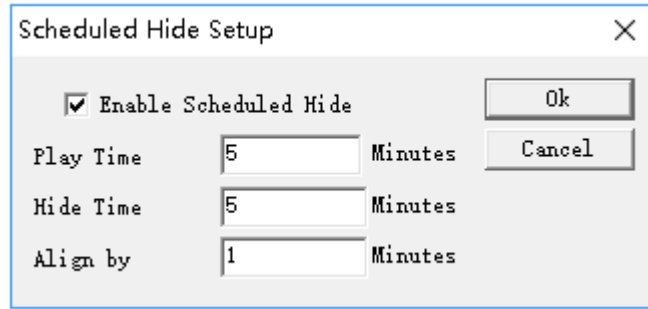 Scheduled Hide Setup
Enable Scheduled Hide
Ok
Play Time 5 Minutes
Cancel
Hide Time 5 Minutes
Align by 1 Minutes